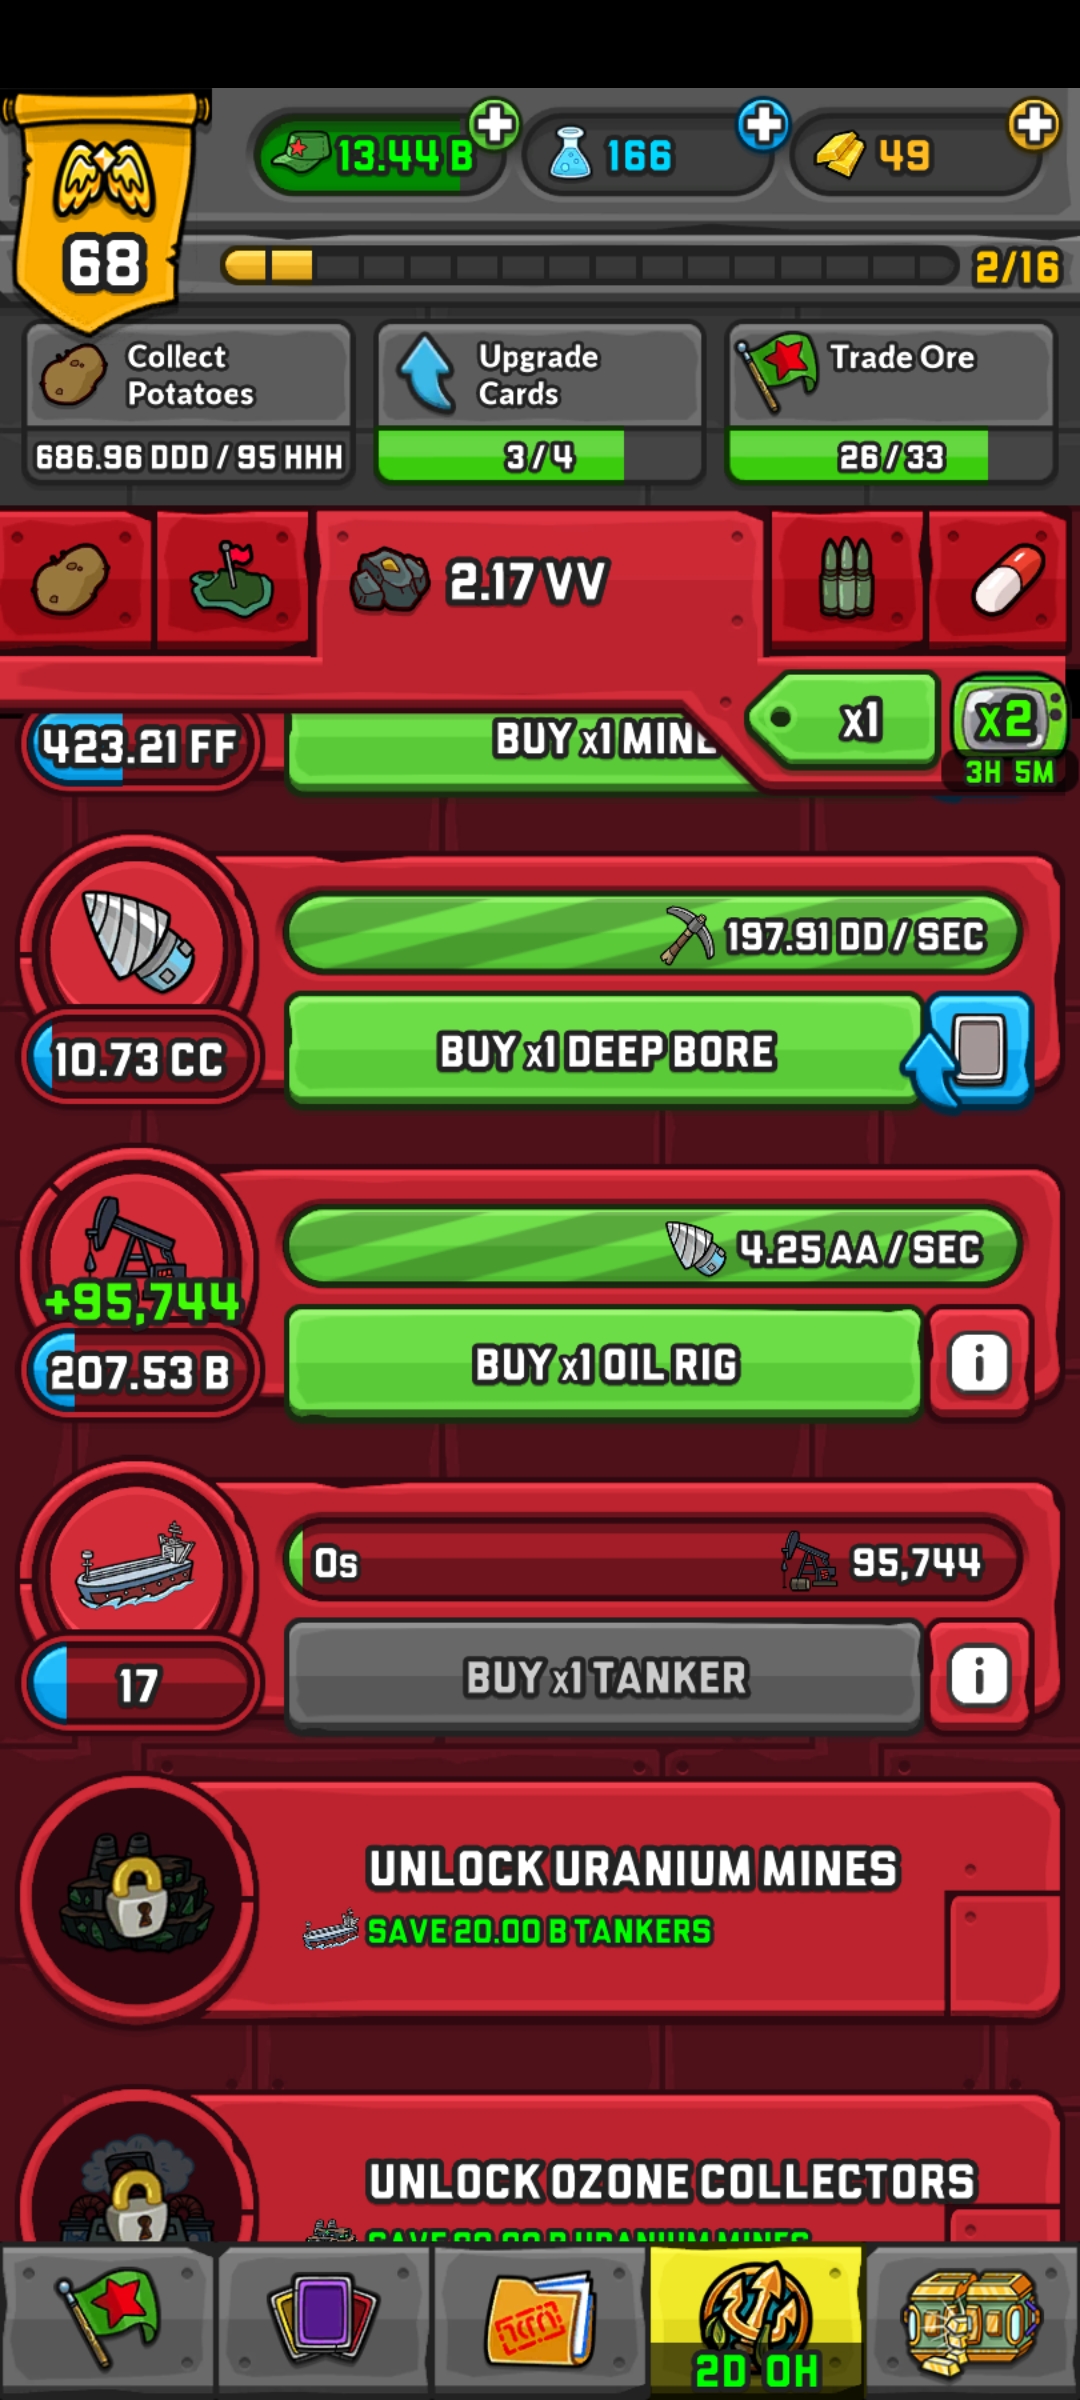 13.44 B
166
49
68
2/16
Collect
Potatoes
Upgrade
Cards
Trade Ore
686.96 DDD / 95 HHH
3/4
26/33
2.17 VV
x1
x2
3H 5M
423.21 FF
BUY x1 MINE
197.91 DD / SEC
10.73 CC
BUY x1 DEEP BORE
4.25 AA / SEC
+95,744
207.53 B
BUY x1 OIL RIG
0s
95,744
17
BUY x1 TANKER
UNLOCK URANIUM MINES
SAVE 20.00 B TANKERS
UNLOCK OZONE COLLECTORS
2D 0H